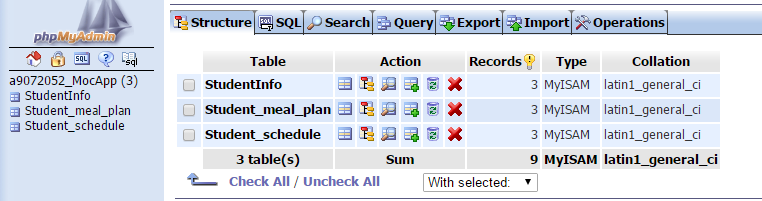 phpMyAdmin
SQL ? sql
a9072052_MocApp (3)
StudentInfo
Student_meal_plan
Student_schedule
Structure SQL Search Query Export Import Operations
Table Action Records Type Collation
StudentInfo 3 MyISAM latin1_general_ci
Student_meal_plan 3 MyISAM latin1_general_ci
Student_schedule 3 MyISAM latin1_general_ci
3 table(s) Sum 9 MyISAM latin1_general_ci
Check All / Uncheck All With selected: